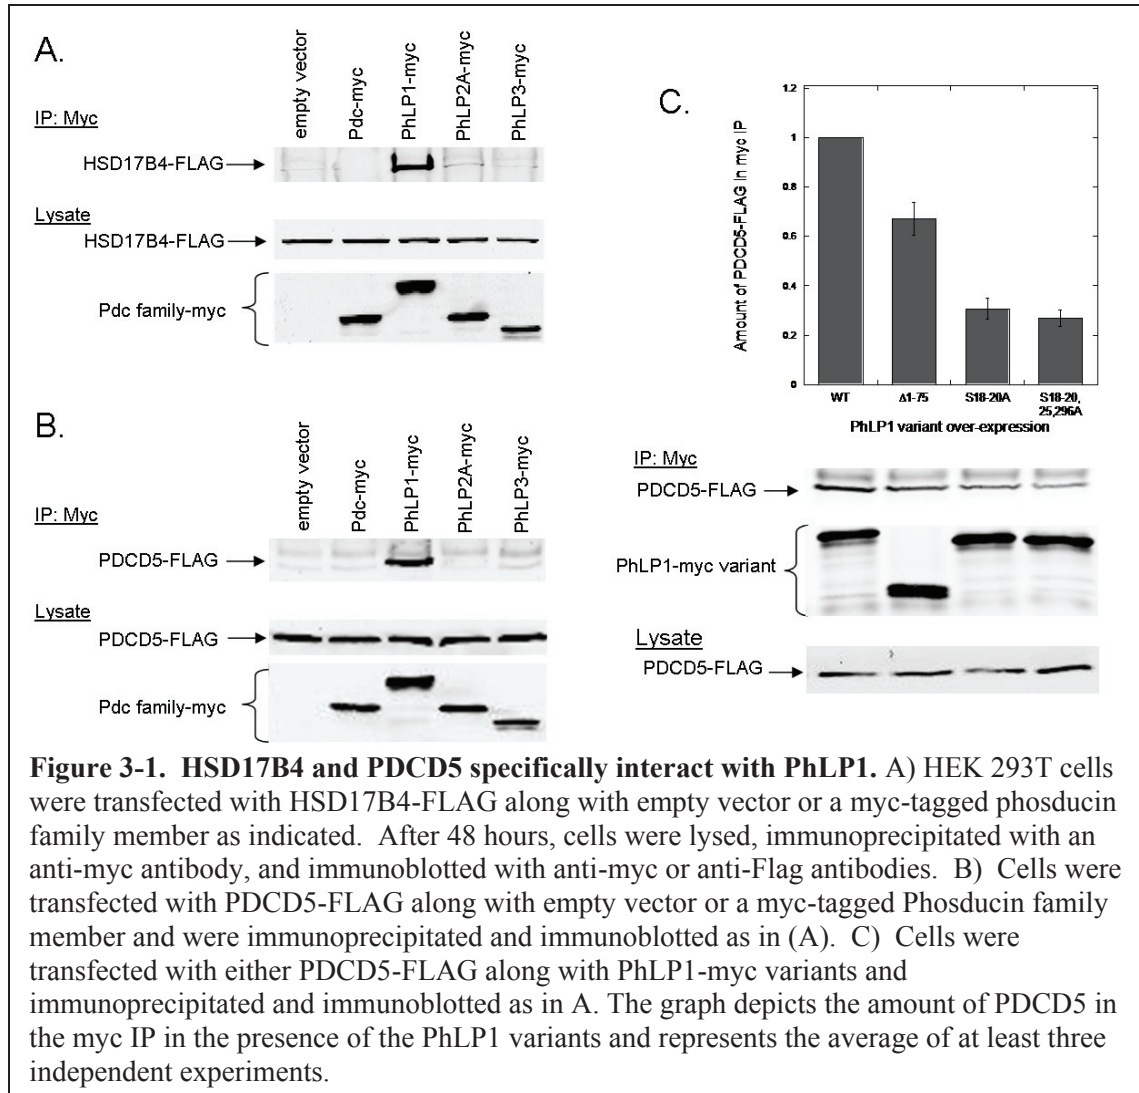 A.
empty vector
Pdc-myc
PhLP1-myc
PhLP2A-myc
PhLP3-myc
IP: Myc
HSD17B4-FLAG
Lysate
HSD17B4-FLAG
Pdc family-myc
B.
empty vector
Pdc-myc
PhLP1-myc
PhLP2A-myc
PhLP3-myc
IP: Myc
PDCD5-FLAG
Lysate
PDCD5-FLAG
Pdc family-myc
C.
Amount of PDCD5-FLAG in myc IP
1.2
1
0.8
0.6
0.4
0.2
0
WT
Δ1-75
S18-20A
S18-20,
25,296A
PhLP1 variant over-expression
IP: Myc
PDCD5-FLAG
PhLP1-myc variant
Lysate
PDCD5-FLAG
Figure 3-1. HSD17B4 and PDCD5 specifically interact with PhLP1. A) HEK 293T cells
were transfected with HSD17B4-FLAG along with empty vector or a myc-tagged phosducin
family member as indicated. After 48 hours, cells were lysed, immunoprecipitated with an
anti-myc antibody, and immunoblotted with anti-myc or anti-Flag antibodies. B) Cells were
transfected with PDCD5-FLAG along with empty vector or a myc-tagged Phosducin family
member and were immunoprecipitated and immunoblotted as in (A). C) Cells were
transfected with either PDCD5-FLAG along with PhLP1-myc variants and
immunoprecipitated and immunoblotted as in A. The graph depicts the amount of PDCD5 in
the myc IP in the presence of the PhLP1 variants and represents the average of at least three
independent experiments.